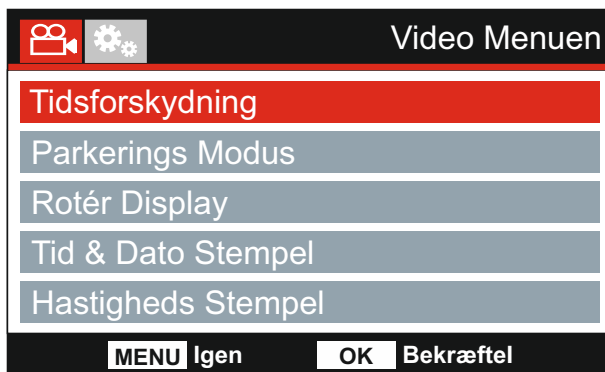 Video Menuen
Tidsforskydning
Parkerings Modus
Rotér Display
Tid & Dato Stempel
Hastigheds Stempel
MENU Igen OK Bekræftel